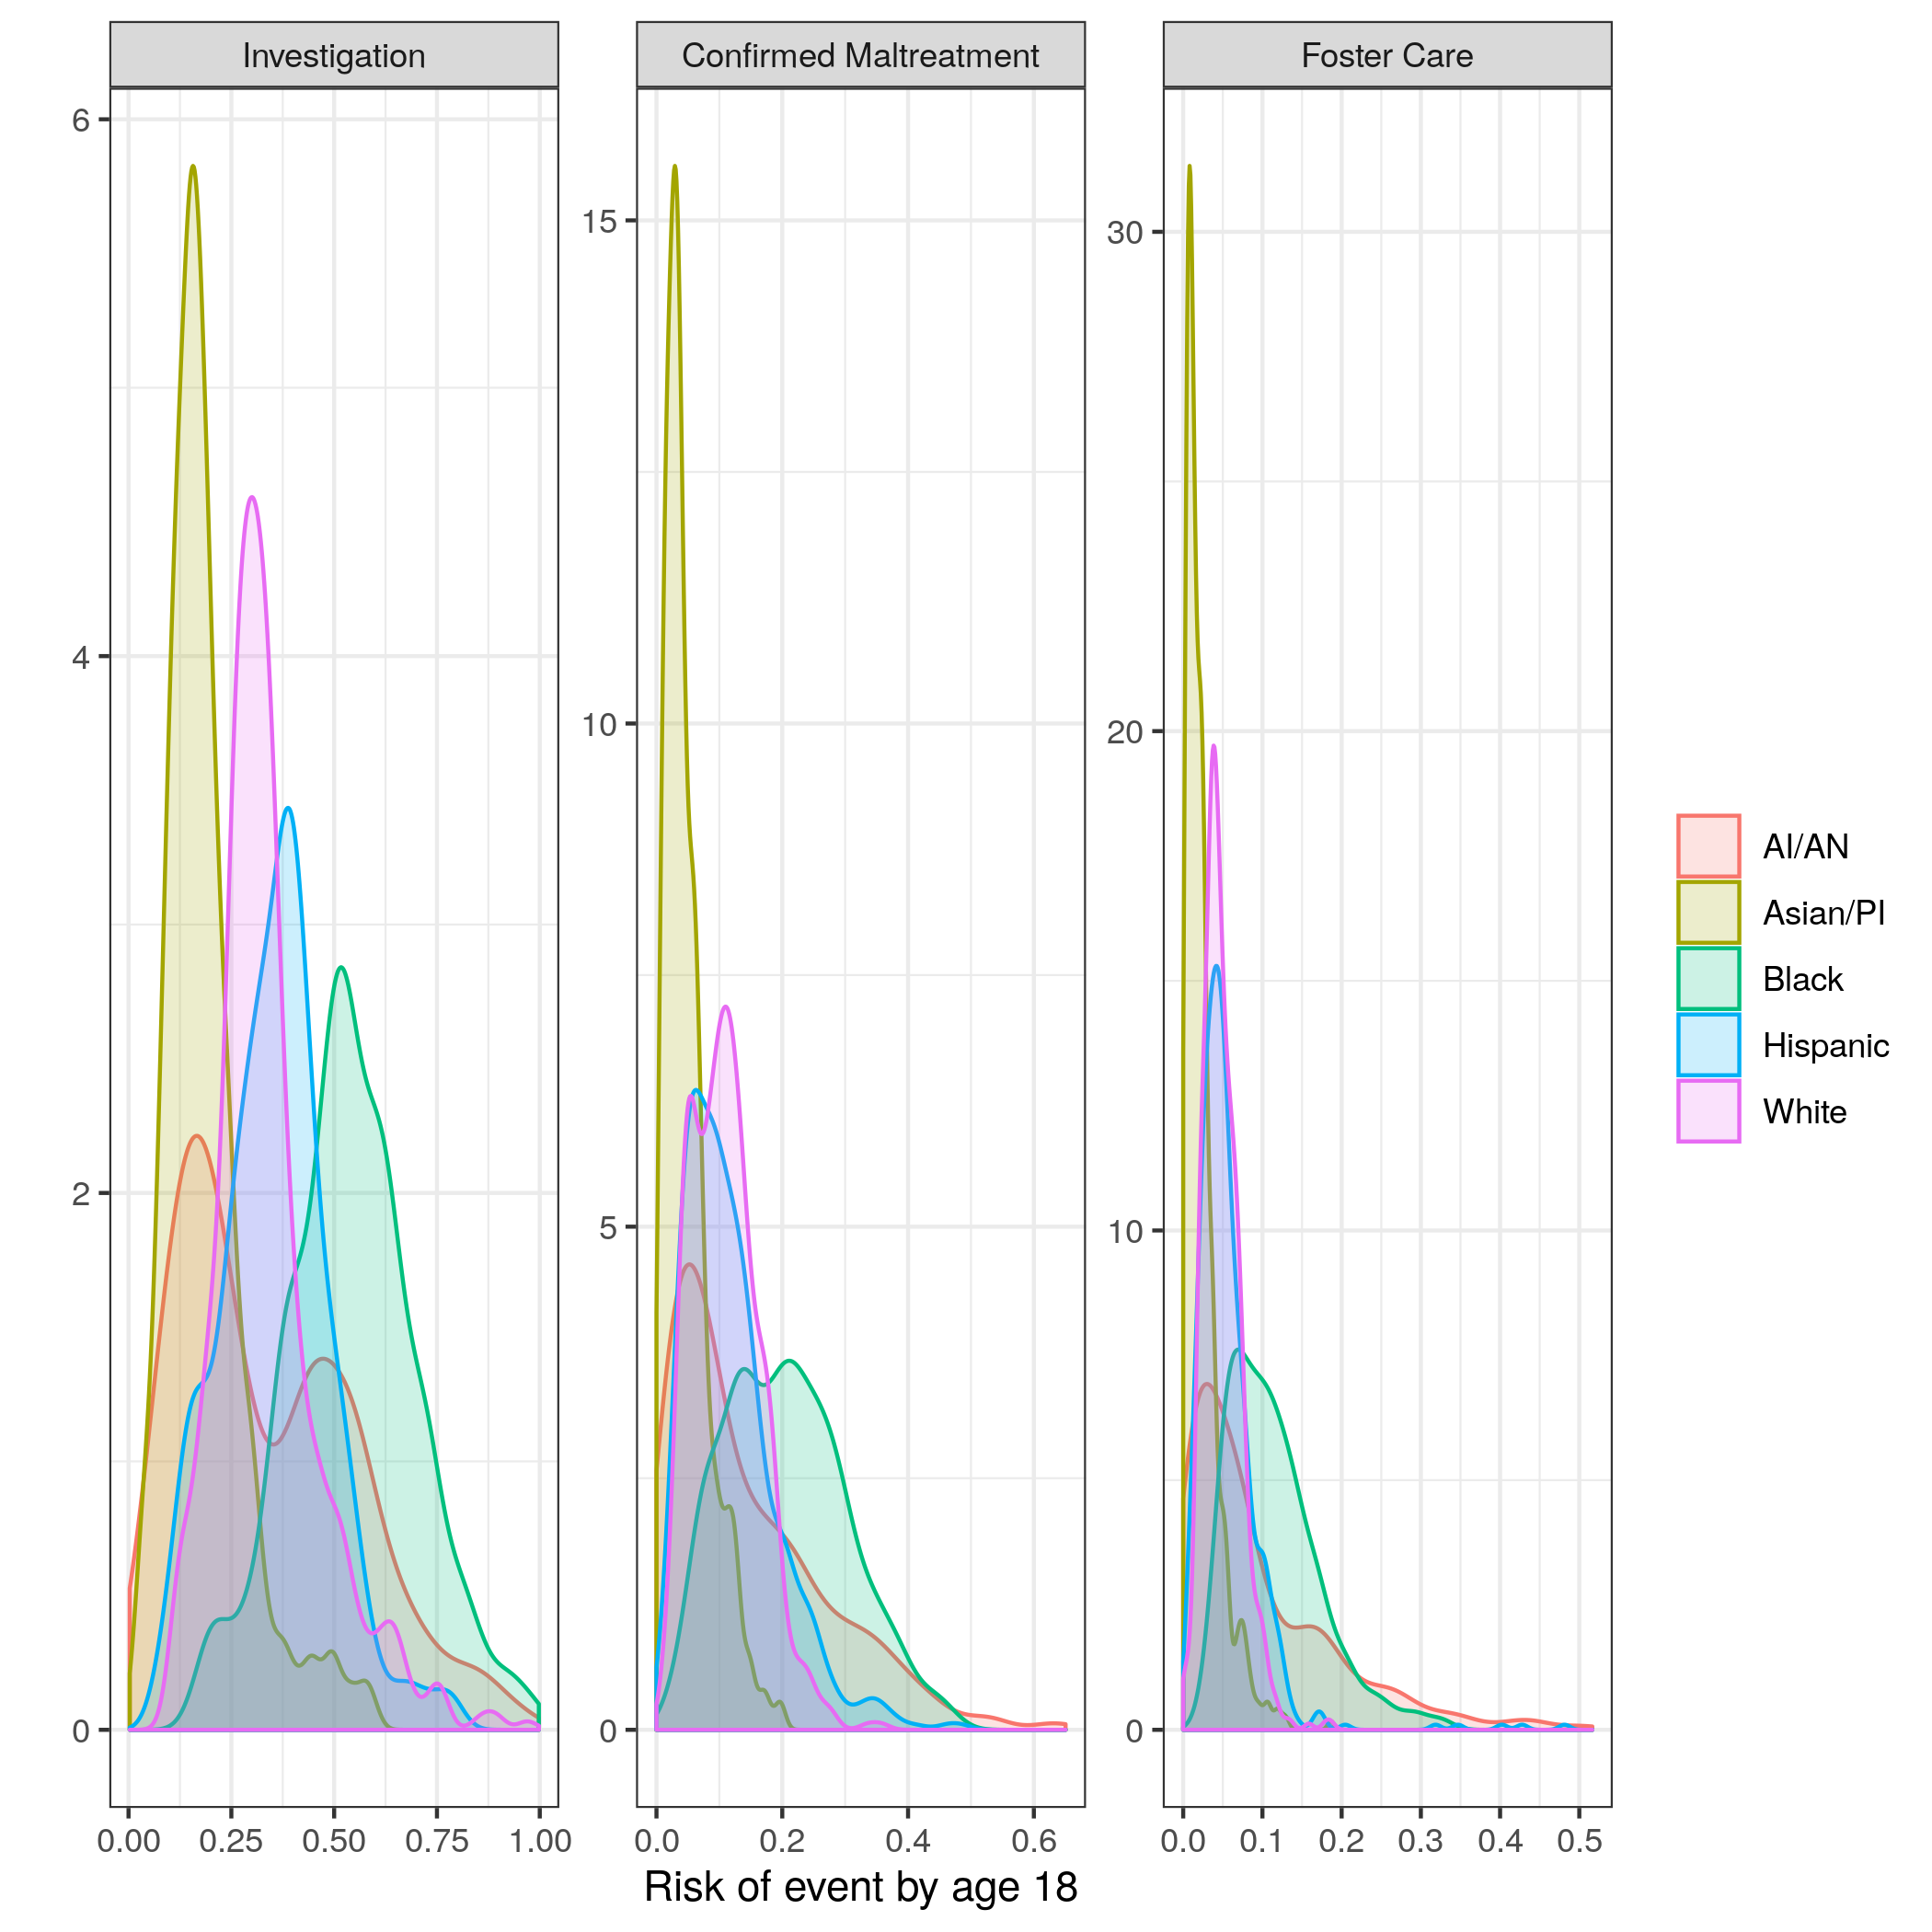 Investigation
Confirmed Maltreatment
Foster Care
6
4
2
0
15
10
5
0
30
20
10
0
0.00 0.25 0.50 0.75 1.00
0.0 0.2 0.4 0.6
0.0 0.1 0.2 0.3 0.4 0.5
Risk of event by age 18
AI/AN
Asian/PI
Black
Hispanic
White